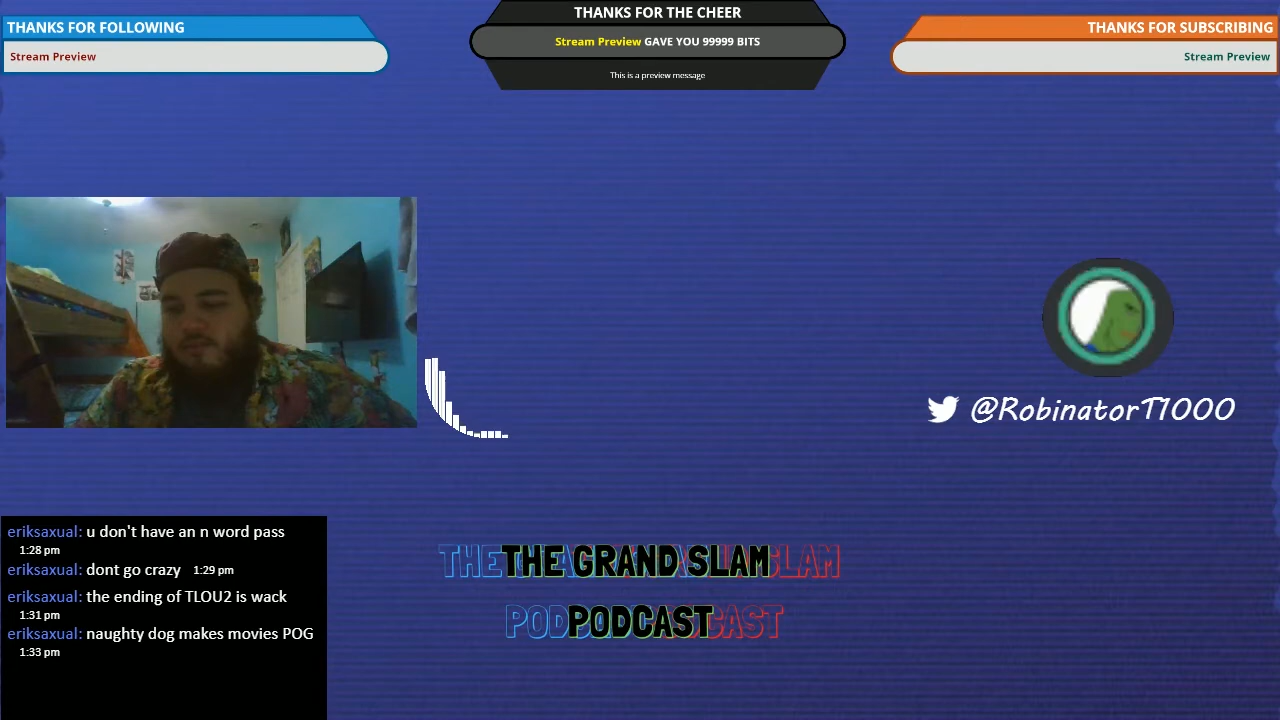 THANKS FOR FOLLOWING
Stream Preview
THANKS FOR THE CHEER
Stream Preview GAVE YOU 99999 BITS
This is a preview message
THANKS FOR SUBSCRIBING
Stream Preview
@RobinatorT1000
eriksaxual: u don't have an n word pass
1:28 pm
eriksaxual: dont go crazy 1:29 pm
eriksaxual: the ending of TLOU2 is wack
1:31 pm
eriksaxual: naughty dog makes movies POG
1:33 pm
THE GRAND SLAM
PODCAST